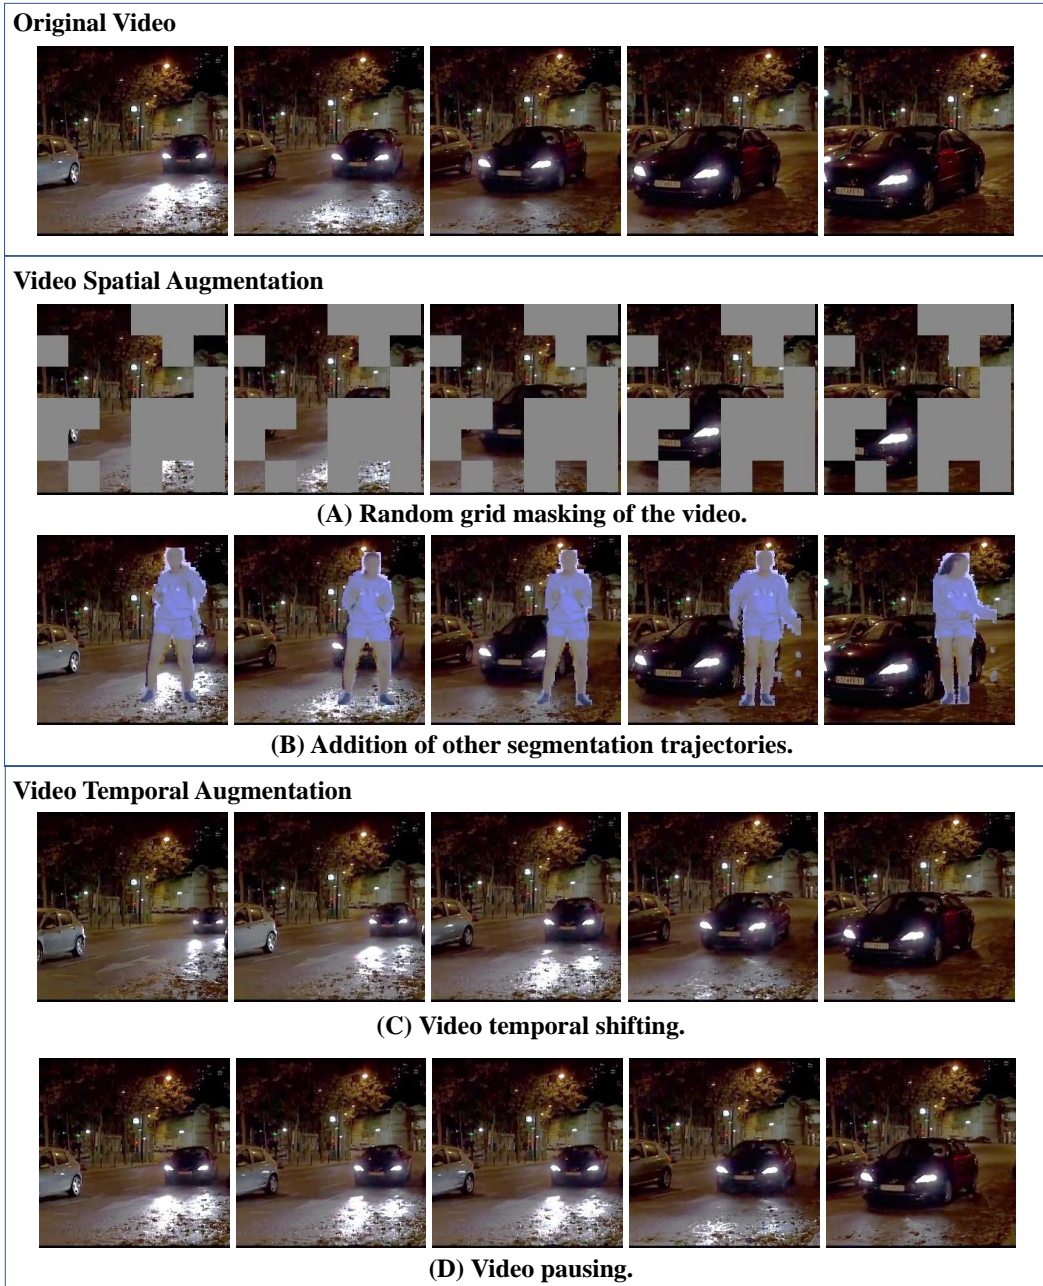 Original Video
Video Spatial Augmentation
(A) Random grid masking of the video.
(B) Addition of other segmentation trajectories.
Video Temporal Augmentation
(C) Video temporal shifting.
(D) Video pausing.